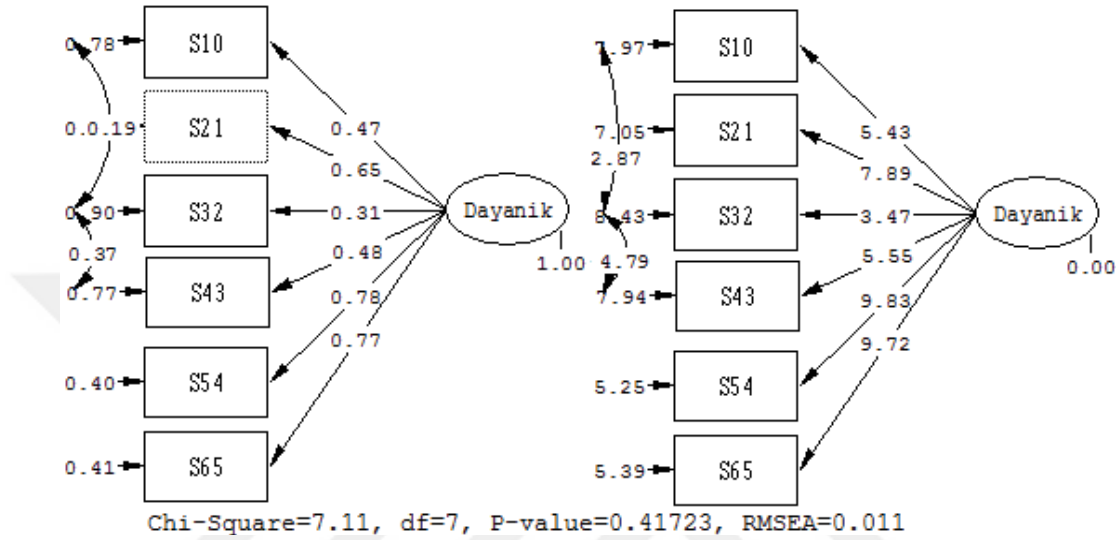 0.78 S10 7.97 S10
0.47 5.43
0.0.19 S21 7.05 S21
2.87
0.65 7.89
0.90 S32 0.31 Dayanik 8.43 S32 3.47 Dayanik
0.37 0.48 1.00 4.79 5.55 0.00
0.77 S43 0.78 7.94 S43 9.83
0.77 9.72
0.40 S54 5.25 S54
0.41 S65 5.39 S65
Chi-Square=7.11, df=7, P-value=0.41723, RMSEA=0.011